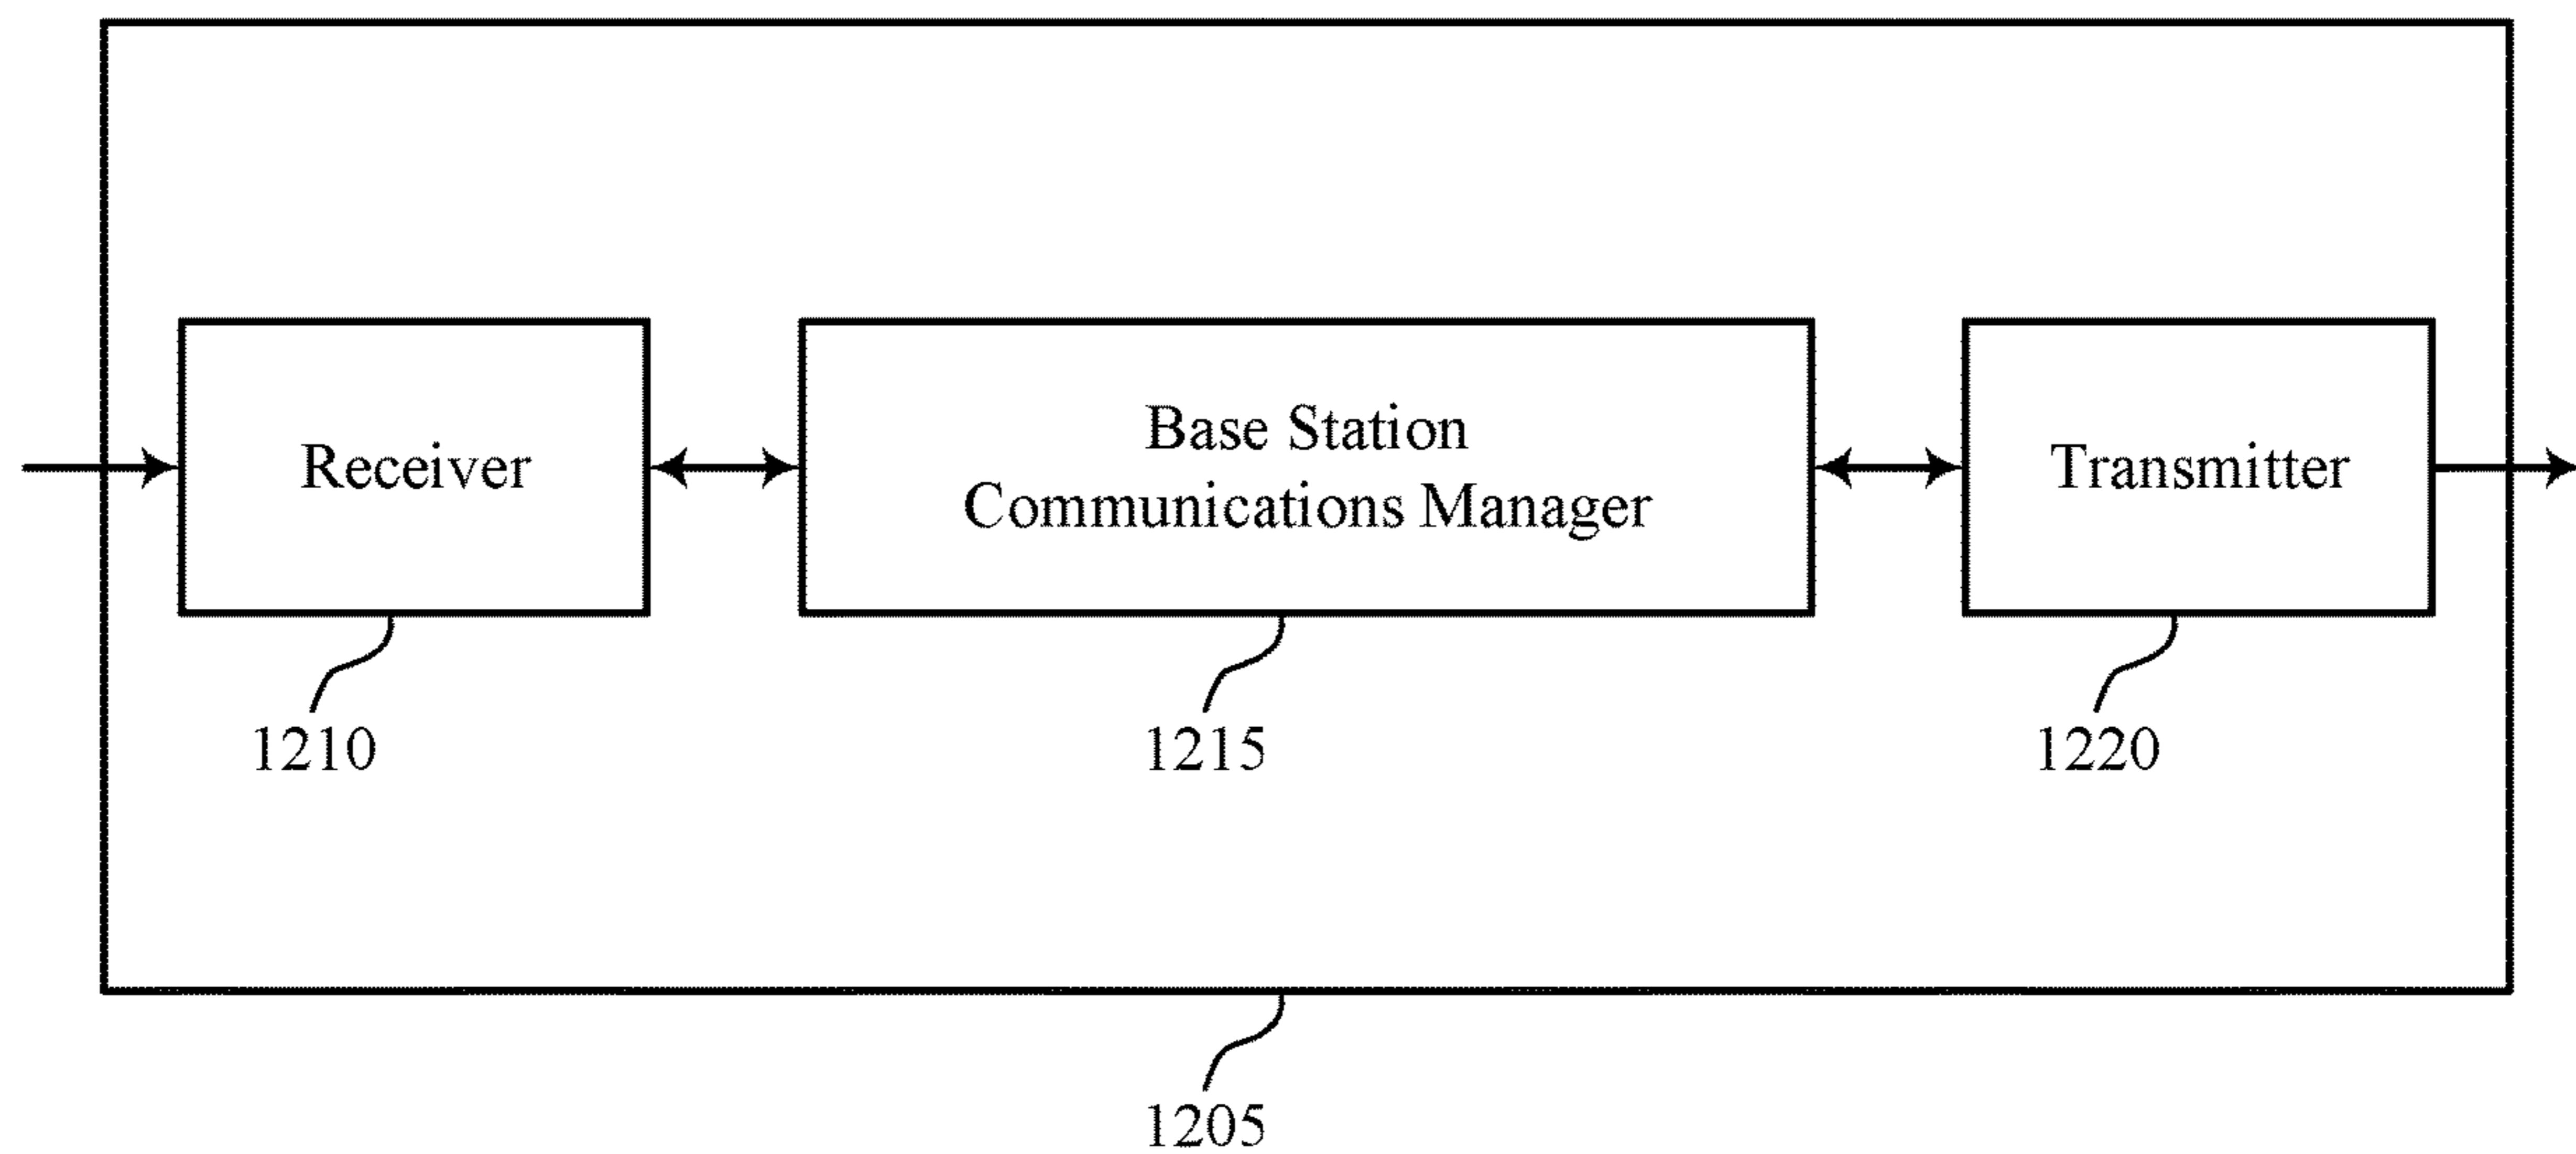 Receiver
Base Station
Communications Manager
Transmitter
1210
1215
1220
1205